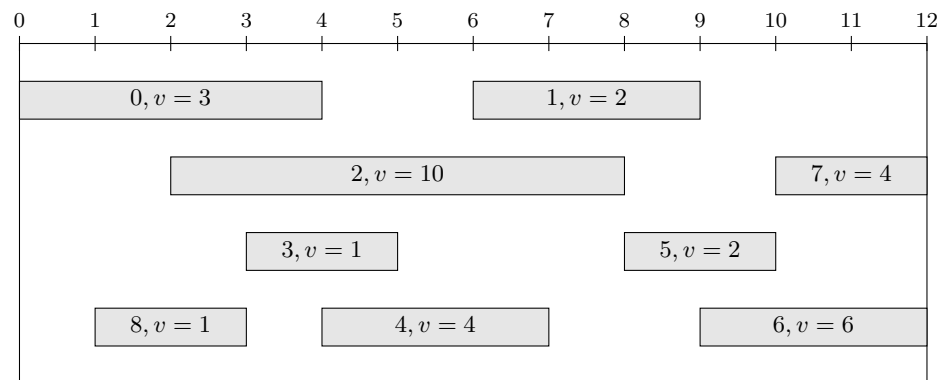 0 1 2 3 4 5 6 7 8 9 10 11 12
0, v = 3 1, v = 2
2, v = 10 7, v = 4
3, v = 1 5, v = 2
8, v = 1 4, v = 4 6, v = 6